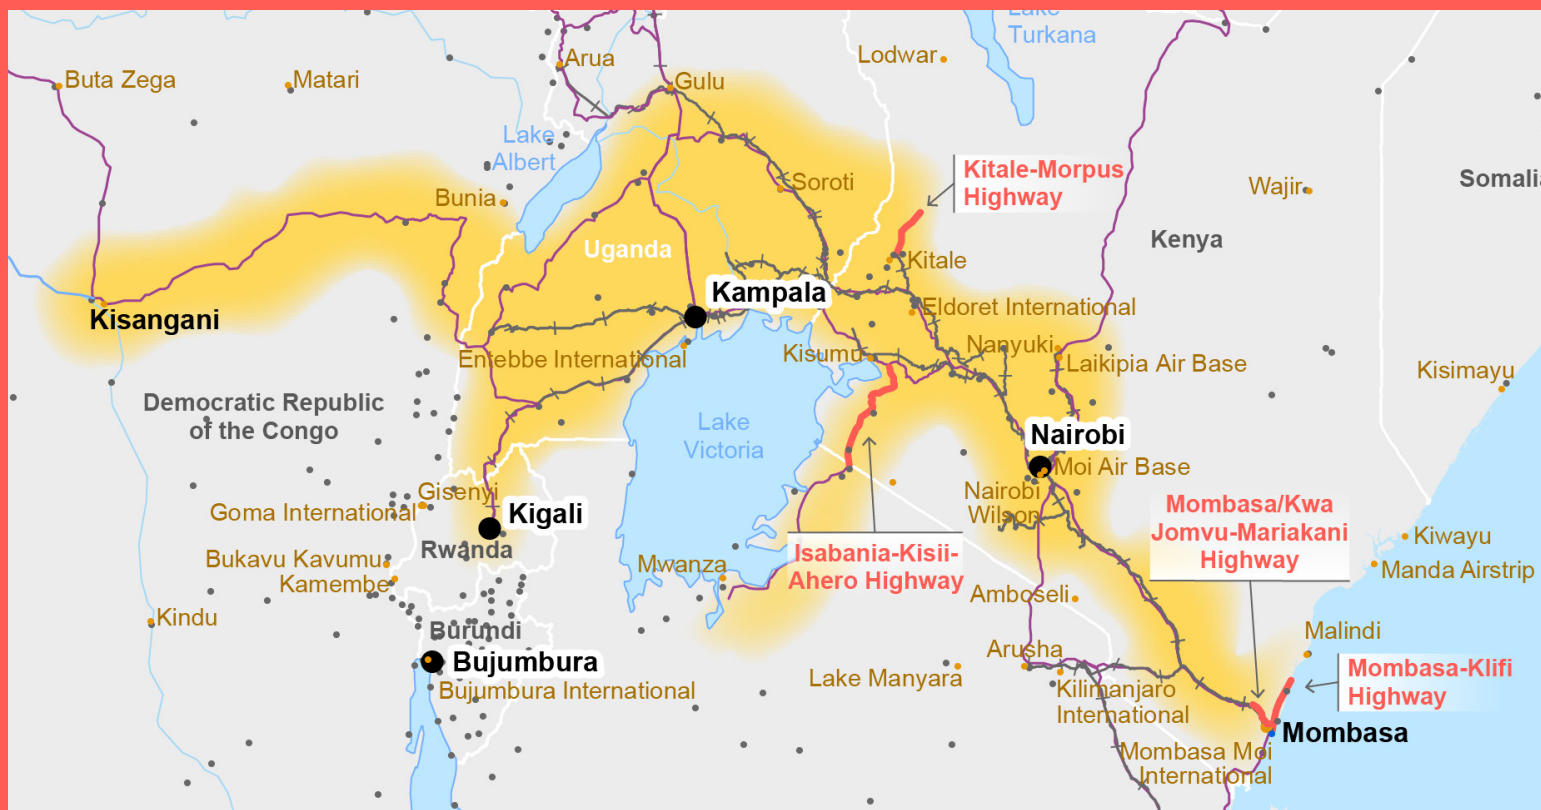 Lake
Turkana
Arua
Lodwar
Buta Zega
Matari
Gulu
Lake
Albert
Kitale-Morpus
Highway
Soroti
Wajir
Somalia
Bunia
Uganda
Kenya
Kitale
Kampala
Eldoret International
Kisangani
Entebbe International
Kisumu
Nanyuki
Laikipia Air Base
Kisimayu
Democratic Republic
of the Congo
Lake
Victoria
Nairobi
Moi Air Base
Gisenyi
Nairobi
Wilson
Goma International
Kigali
Mombasa/Kwa
Jomvu-Mariakani
Highway
Rwanda
Isabania-Kisii-
Ahero Highway
Kiwayu
Bukavu Kavumu
Kamembe
Mwanza
Manda Airstrip
Amboseli
Kindu
Burundi
Malindi
Bujumbura
Arusha
Mombasa-Klifi
Highway
Bujumbura International
Lake Manyara
Kilimanjaro
International
Mombasa
Mombasa Moi
International